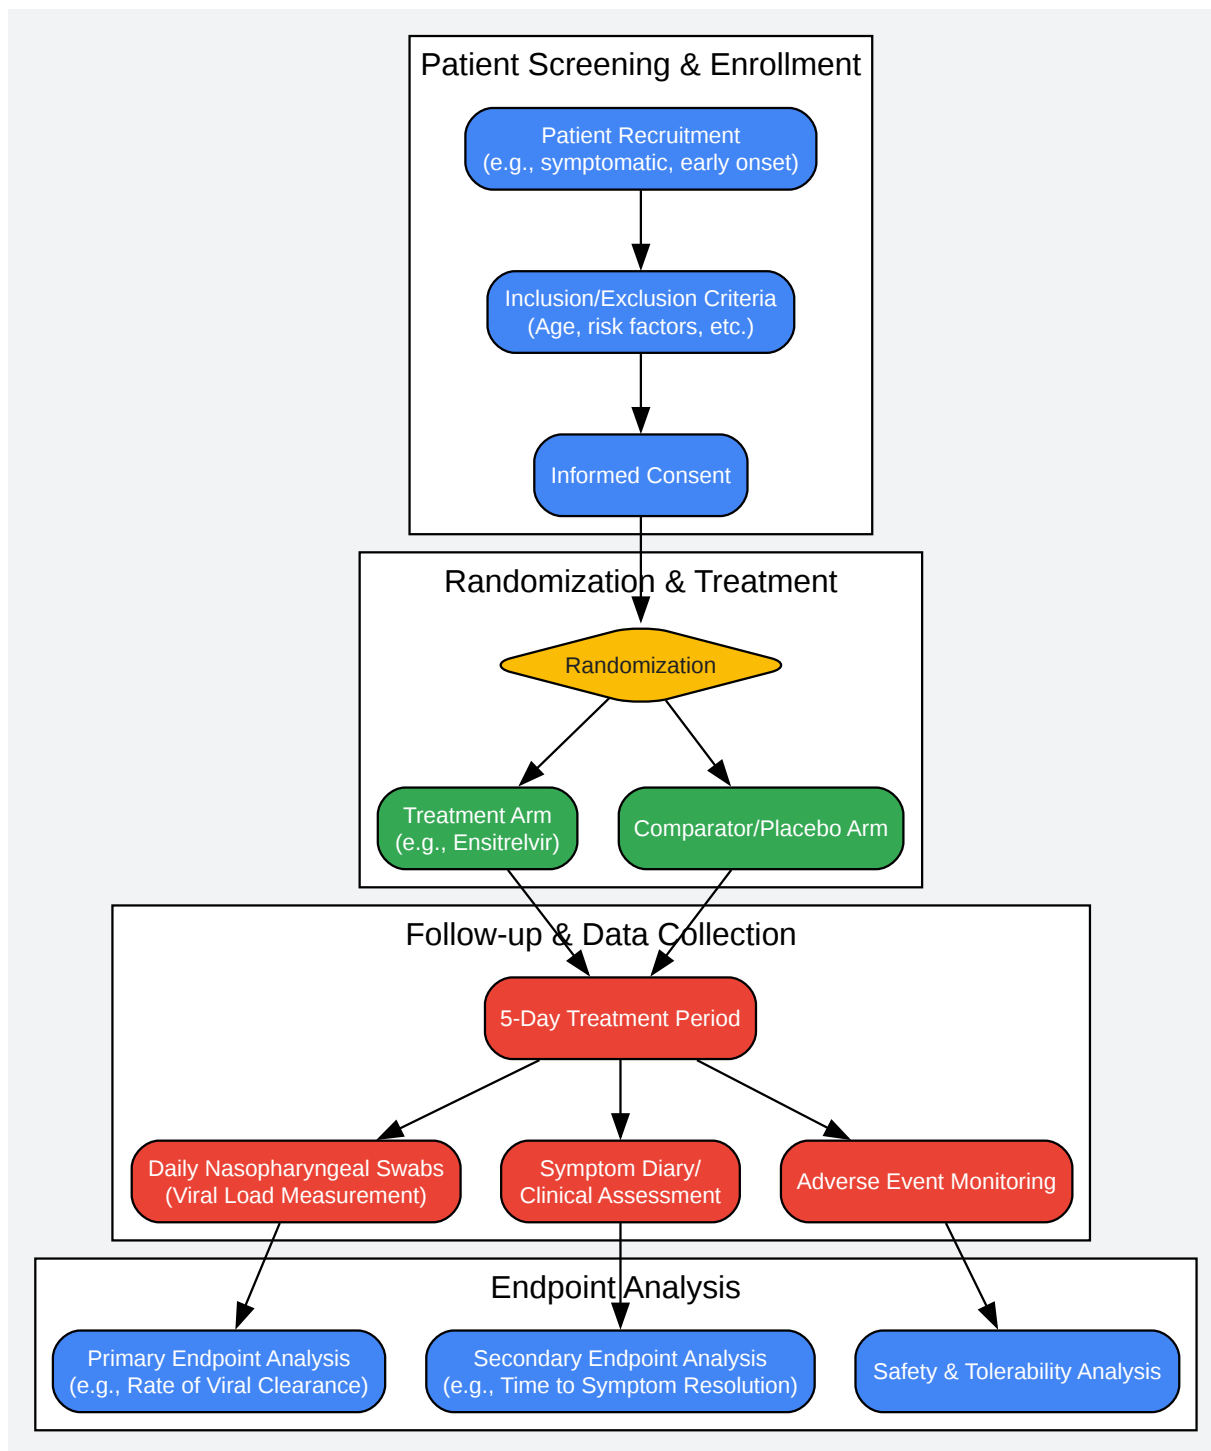 Patient Screening & Enrollment
Patient Recruitment
(e.g., symptomatic, early onset)
Inclusion/Exclusion Criteria
(Age, risk factors, etc.)
Informed Consent
Randomization & Treatment
Randomization
Treatment Arm
(e.g., Ensitrelvir)
Comparator/Placebo Arm
Follow-up & Data Collection
5-Day Treatment Period
Daily Nasopharyngeal Swabs
(Viral Load Measurement)
Symptom Diary/
Clinical Assessment
Adverse Event Monitoring
Endpoint Analysis
Primary Endpoint Analysis
(e.g., Rate of Viral Clearance)
Secondary Endpoint Analysis
(e.g., Time to Symptom Resolution)
Safety & Tolerability Analysis